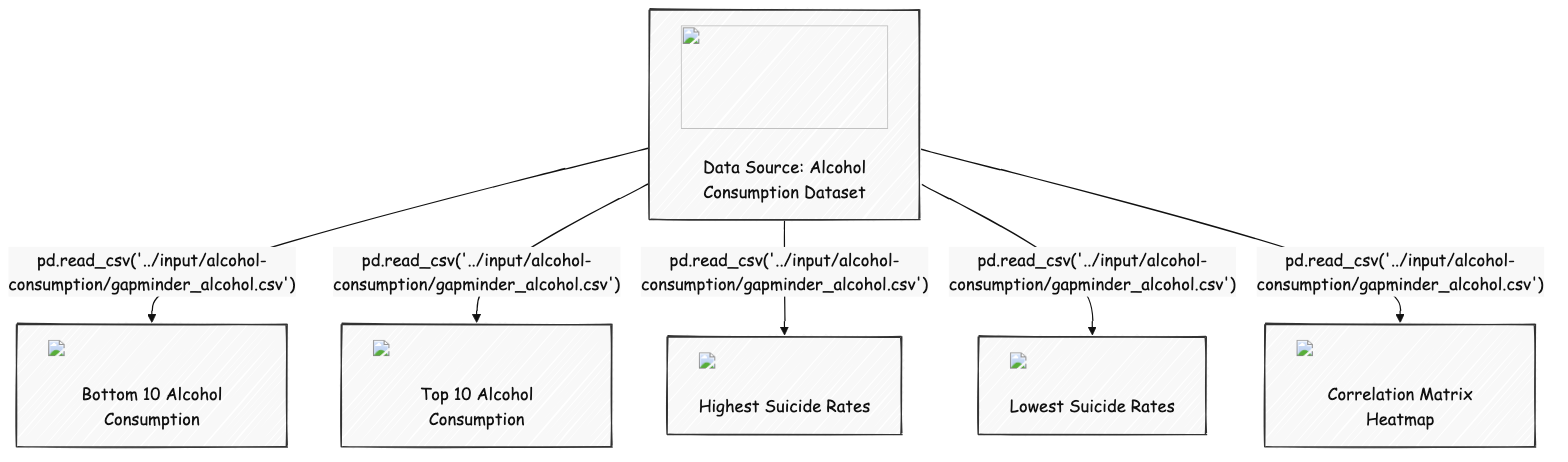 Data Source: Alcohol
Consumption Dataset
pd.read_csv('../input/alcohol-
consumption/gapminder_alcohol.csv')
pd.read_csv('../input/alcohol-
consumption/gapminder_alcohol.csv')
pd.read_csv('../input/alcohol-
consumption/gapminder_alcohol.csv')
pd.read_csv('../input/alcohol-
consumption/gapminder_alcohol.csv')
pd.read_csv('../input/alcohol-
consumption/gapminder_alcohol.csv')
Bottom 10 Alcohol
Consumption
Top 10 Alcohol
Consumption
Highest Suicide Rates
Lowest Suicide Rates
Correlation Matrix
Heatmap